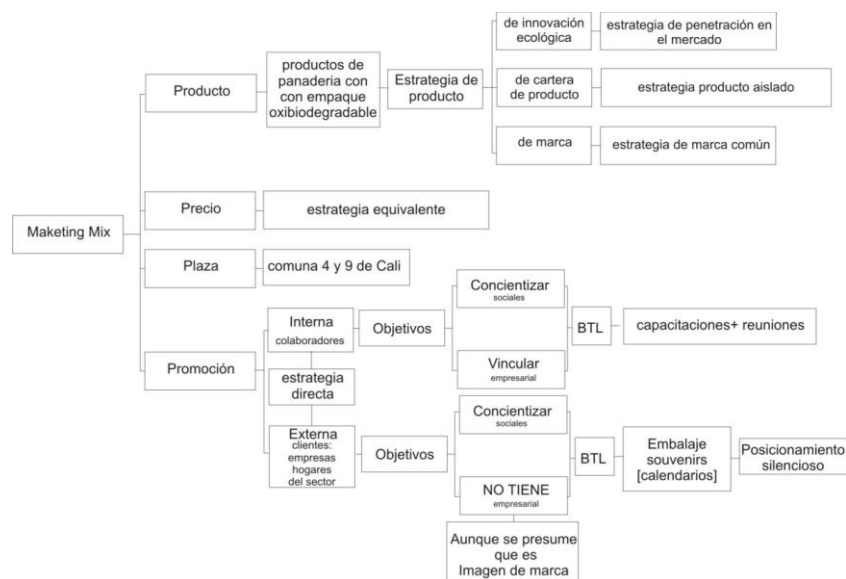 Maketing Mix
Producto
productos de
panaderia con
con empaque
oxibiodegradable
Estrategia de
producto
de innovación
ecológica
estrategia de penetración en
el mercado
de cartera
de producto
estrategia producto aislado
de marca
estrategia de marca común
Precio
estrategia equivalente
Plaza
comuna 4 y 9 de Cali
Promoción
Interna
colaboradores
Objetivos
Concientizar
sociales
Vincular
empresarial
BTL
capacitaciones+ reuniones
estrategia
directa
Externa
clientes:
empresas
hogares
del sector
Objetivos
Concientizar
sociales
NO TIENE
empresarial
Aunque se presume
que es
Imagen de marca
BTL
Embalaje
souvenirs
[calendarios]
Posicionamiento
silencioso